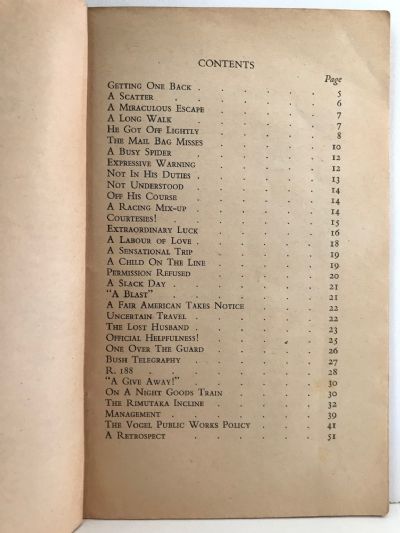 CONTENTS
Page
GETTING ONE BACK . . . . . . 5
A SCATTER . . . . . . 6
A MIRACULOUS ESCAPE . . . . . 7
A LONG WALK . . . . . . 7
HE GOT OFF LIGHTLY . . . . . 8
THE MAIL BAG MISSES . . . . . 10
A BUSY SPIDER . . . . . . 12
EXPRESSIVE WARNING . . . . . 12
NOT IN HIS DUTIES . . . . . . 13
NOT UNDERSTOOD . . . . . . 14
OFF HIS COURSE . . . . . . 14
A RACING MIX-UP . . . . . . 14
COURTESIES! . . . . . . 15
EXTRAORDINARY LUCK . . . . . 16
A LABOUR OF LOVE . . . . . . 18
A SENSATIONAL TRIP . . . . . 19
A CHILD ON THE LINE . . . . . 19
PERMISSION REFUSED . . . . . 20
A SLACK DAY . . . . . . 21
"A BLAST" . . . . . . 21
A FAIR AMERICAN TAKES NOTICE . . . . 22
UNCERTAIN TRAVEL . . . . . . 22
THE LOST HUSBAND . . . . . . 23
OFFICIAL HELPFULNESS! . . . . . 25
ONE OVER THE GUARD . . . . . 26
BUSH TELEGRAPHY . . . . . . 27
R. 188 . . . . . . 28
"A GIVE AWAY!" . . . . . . 30
ON A NIGHT GOODS TRAIN . . . . . 30
THE RIMUTAKA INCLINE . . . . . 32
MANAGEMENT . . . . . . 39
THE VOGEL PUBLIC WORKS POLICY . . . . 41
A RETROSPECT . . . . . . 51